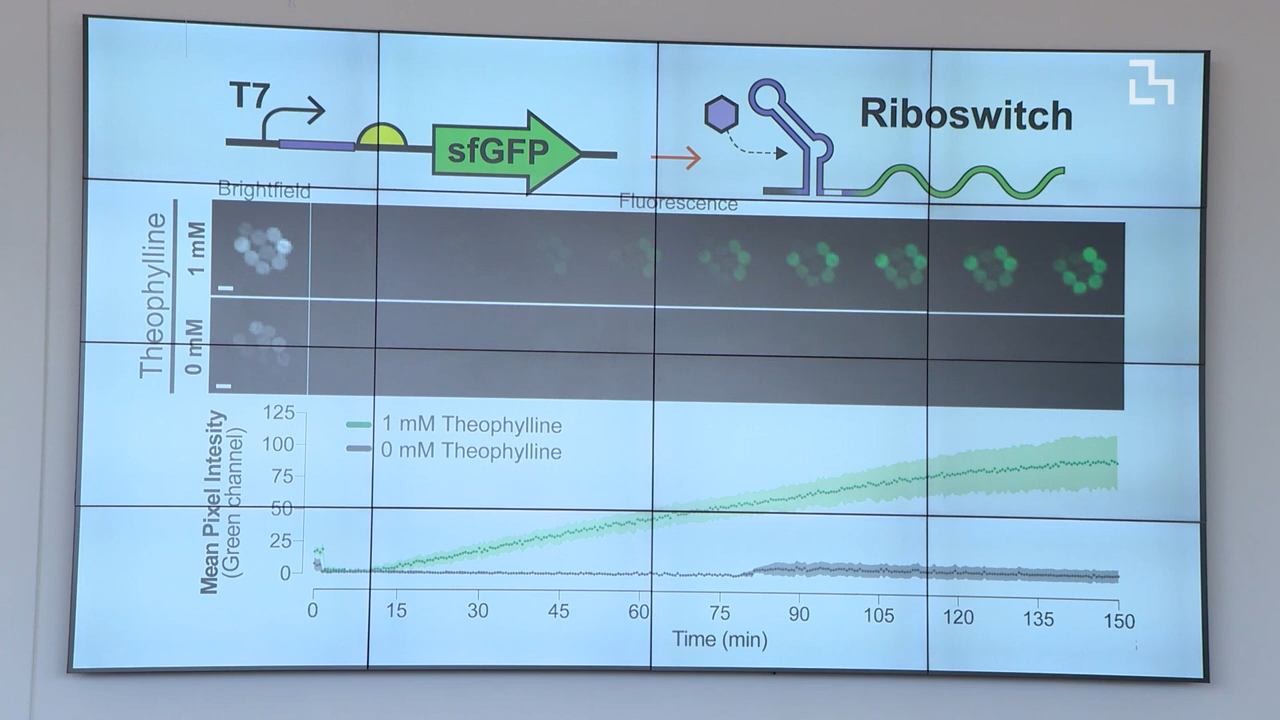 T7
sfGFP
Riboswitch
Brightfield
Fluorescence
Theophylline
1 mM
0 mM
Mean Pixel Intesity
(Green channel)
125
100
75
50
25
0
1 mM Theophylline
0 mM Theophylline
0 15 30 45 60 75 90 105 120 135 150
Time (min)